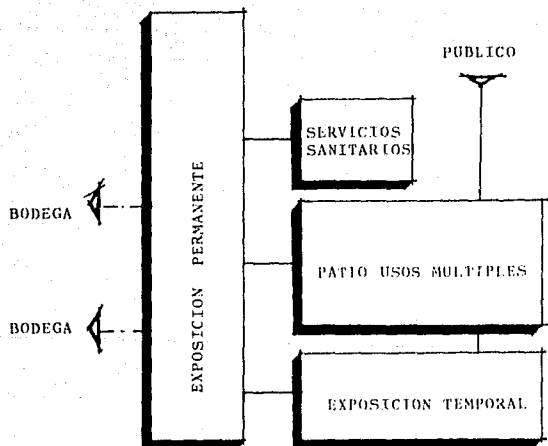 PUBLICO
SERVICIOS
SANITARIOS
BODEGA
EXPOSICION PERMANENTE
PATIO USOS MULTIPLES
BODEGA
EXPOSICION TEMPORAL